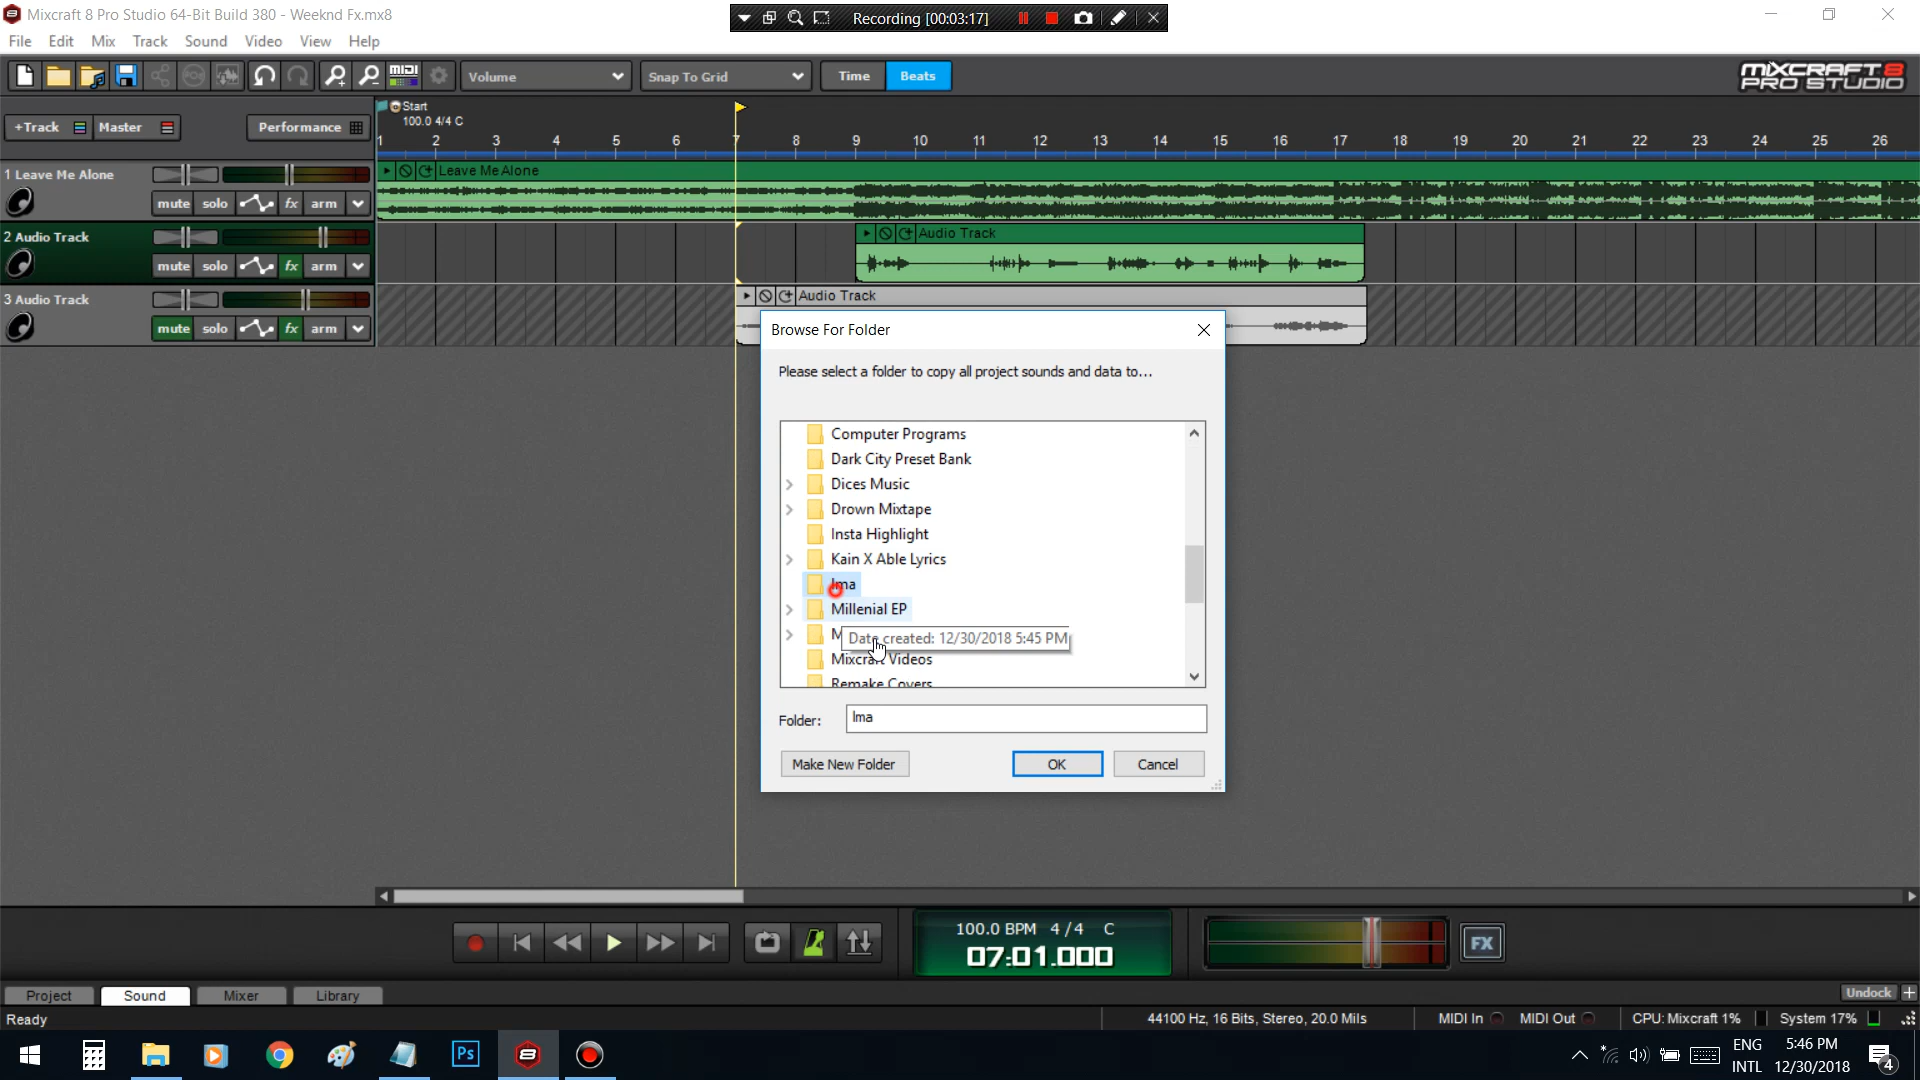 Mixcraft 8 Pro Studio 64-Bit Build 380 - Weeknd Fx.mx8
Recording [00:03:17]
File Edit Mix Track Sound Video View Help
MIDI
Volume
Snap To Grid
Time
Beats
MIXCRAFT 8
PRO STUDIO
+Track
Master
Performance
Start
100.0 4/4 C
1 2 3 4 5 6 7 8 9 10 11 12 13 14 15 16 17 18 19 20 21 22 23 24 25 26
1 Leave Me Alone
mute solo fx arm
Leave Me Alone
2 Audio Track
mute solo fx arm
Audio Track
3 Audio Track
mute solo fx arm
Audio Track
Browse For Folder
Please select a folder to copy all project sounds and data to...
Computer Programs
Dark City Preset Bank
Dices Music
Drown Mixtape
Insta Highlight
Kain X Able Lyrics
lma
Millenial EP
Date created: 12/30/2018 5:45 PM
Mixcraft Videos
Remake Covers
Folder:
lma
Make New Folder
OK
Cancel
100.0 BPM 4/4 C
07:01.000
FX
Project
Sound
Mixer
Library
Undock
Ready
44100 Hz, 16 Bits, Stereo, 20.0 Mils
MIDI In
MIDI Out
CPU: Mixcraft 1%
System 17%
Ps
8
ENG
INTL
5:46 PM
12/30/2018
4